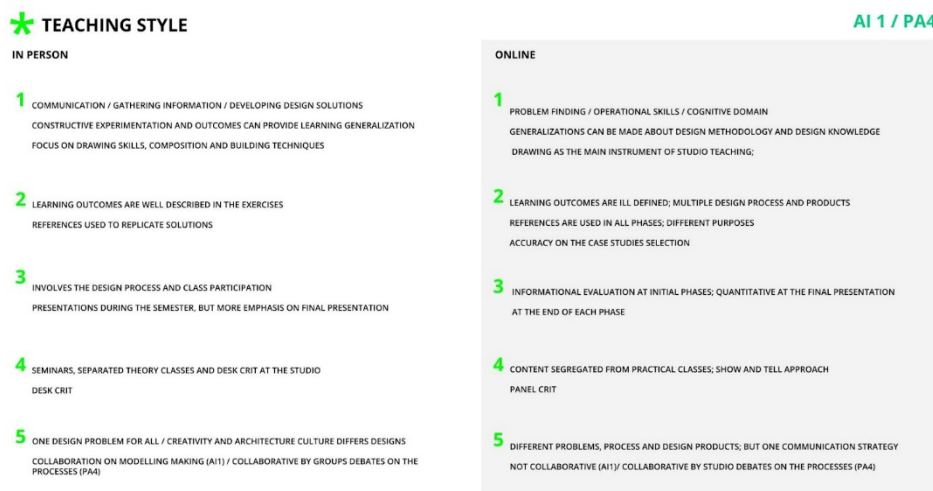 * TEACHING STYLE
AI 1 / PA4
IN PERSON
1 COMMUNICATION / GATHERING INFORMATION / DEVELOPING DESIGN SOLUTIONS
CONSTRUCTIVE EXPERIMENTATION AND OUTCOMES CAN PROVIDE LEARNING GENERALIZATION
FOCUS ON DRAWING SKILLS, COMPOSITION AND BUILDING TECHNIQUES
2 LEARNING OUTCOMES ARE WELL DESCRIBED IN THE EXERCISES
REFERENCES USED TO REPLICATE SOLUTIONS
3 INVOLVES THE DESIGN PROCESS AND CLASS PARTICIPATION
PRESENTATIONS DURING THE SEMESTER, BUT MORE EMPHASIS ON FINAL PRESENTATION
4 SEMINARS, SEPARATED THEORY CLASSES AND DESK CRIT AT THE STUDIO
DESK CRIT
5 ONE DESIGN PROBLEM FOR ALL / CREATIVITY AND ARCHITECTURE CULTURE DIFFERS DESIGNS
COLLABORATION ON MODELLING MAKING (AI1) / COLLABORATIVE BY GROUPS DEBATES ON THE
PROCESSES (PA4)
ONLINE
1 PROBLEM FINDING / OPERATIONAL SKILLS / COGNITIVE DOMAIN
GENERALIZATIONS CAN BE MADE ABOUT DESIGN METHODOLOGY AND DESIGN KNOWLEDGE
DRAWING AS THE MAIN INSTRUMENT OF STUDIO TEACHING;
2 LEARNING OUTCOMES ARE ILL DEFINED; MULTIPLE DESIGN PROCESS AND PRODUCTS
REFERENCES ARE USED IN ALL PHASES; DIFFERENT PURPOSES
ACCURACY ON THE CASE STUDIES SELECTION
3 INFORMATIONAL EVALUATION AT INITIAL PHASES; QUANTITATIVE AT THE FINAL PRESENTATION
AT THE END OF EACH PHASE
4 CONTENT SEGREGATED FROM PRACTICAL CLASSES; SHOW AND TELL APPROACH
PANEL CRIT
5 DIFFERENT PROBLEMS, PROCESS AND DESIGN PRODUCTS; BUT ONE COMMUNICATION STRATEGY
NOT COLLABORATIVE (AI1)/ COLLABORATIVE BY STUDIO DEBATES ON THE PROCESSES (PA4)